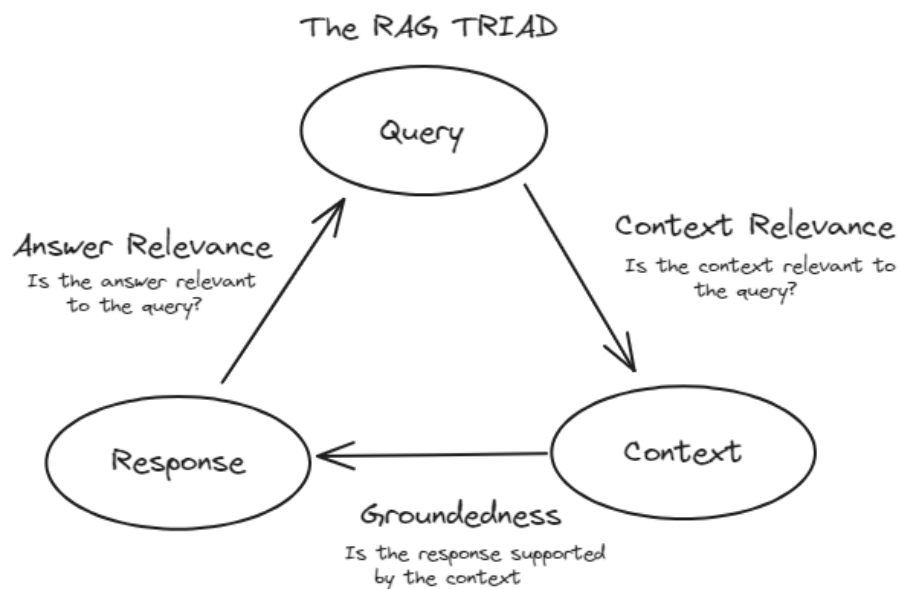 The RAG TRIAD
Query
Answer Relevance
Is the answer relevant
to the query?
Context Relevance
Is the context relevant to
the query?
Response
Context
Groundedness
Is the response supported
by the context